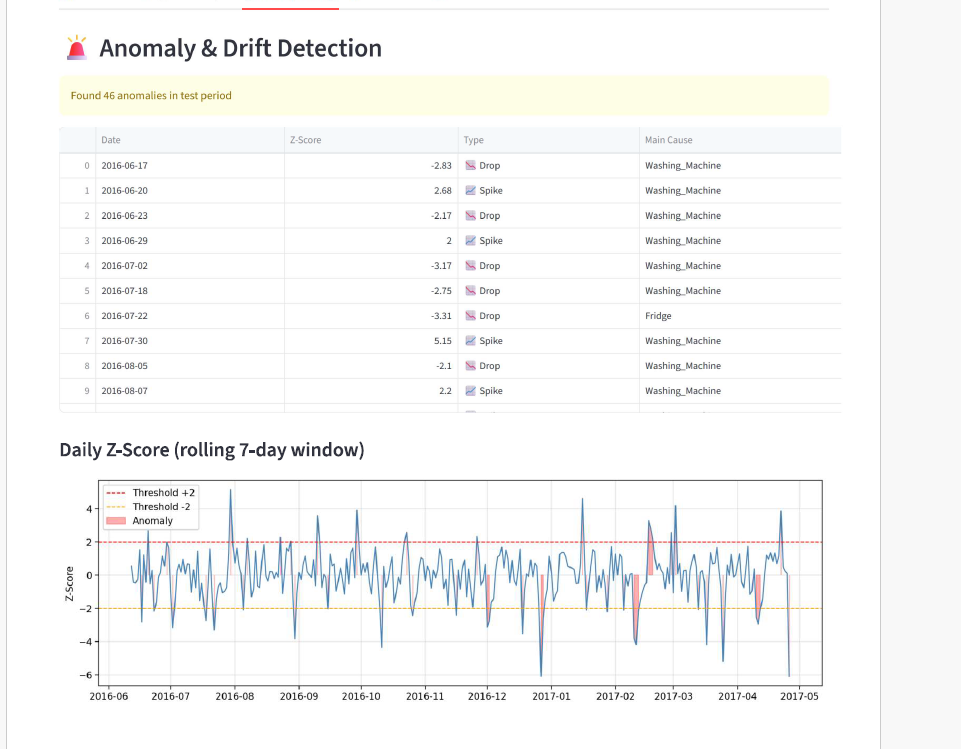 Anomaly & Drift Detection
Found 46 anomalies in test period
Date Z-Score Type Main Cause
0 2016-06-17 -2.83 Drop Washing_Machine
1 2016-06-20 2.68 Spike Washing_Machine
2 2016-06-23 -2.17 Drop Washing_Machine
3 2016-06-29 2 Spike Washing_Machine
4 2016-07-02 -3.17 Drop Washing_Machine
5 2016-07-18 -2.75 Drop Washing_Machine
6 2016-07-22 -3.31 Drop Fridge
7 2016-07-30 5.15 Spike Washing_Machine
8 2016-08-05 -2.1 Drop Washing_Machine
9 2016-08-07 2.2 Spike Washing_Machine
Daily Z-Score (rolling 7-day window)
Threshold +2
Threshold -2
Anomaly
4
2
0
−2
−4
−6
Z-Score
2016-06 2016-07 2016-08 2016-09 2016-10 2016-11 2016-12 2017-01 2017-02 2017-03 2017-04 2017-05